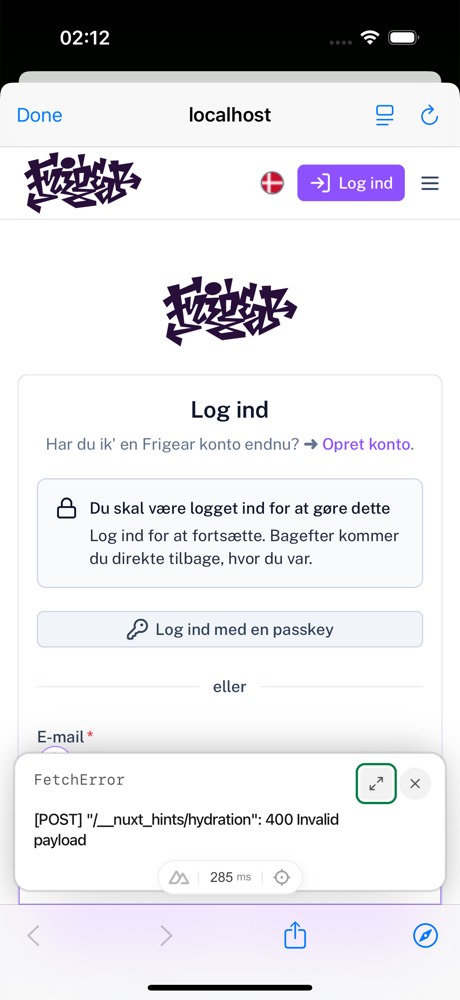 02:12
Done
localhost
Frigear
Log ind
Frigear
Log ind
Har du ik' en Frigear konto endnu? ➜ Opret konto.
Du skal være logget ind for at gøre dette
Log ind for at fortsætte. Bagefter kommer
du direkte tilbage, hvor du var.
Log ind med en passkey
eller
E-mail *
FetchError
[POST] "/__nuxt_hints/hydration": 400 Invalid
payload
285 ms